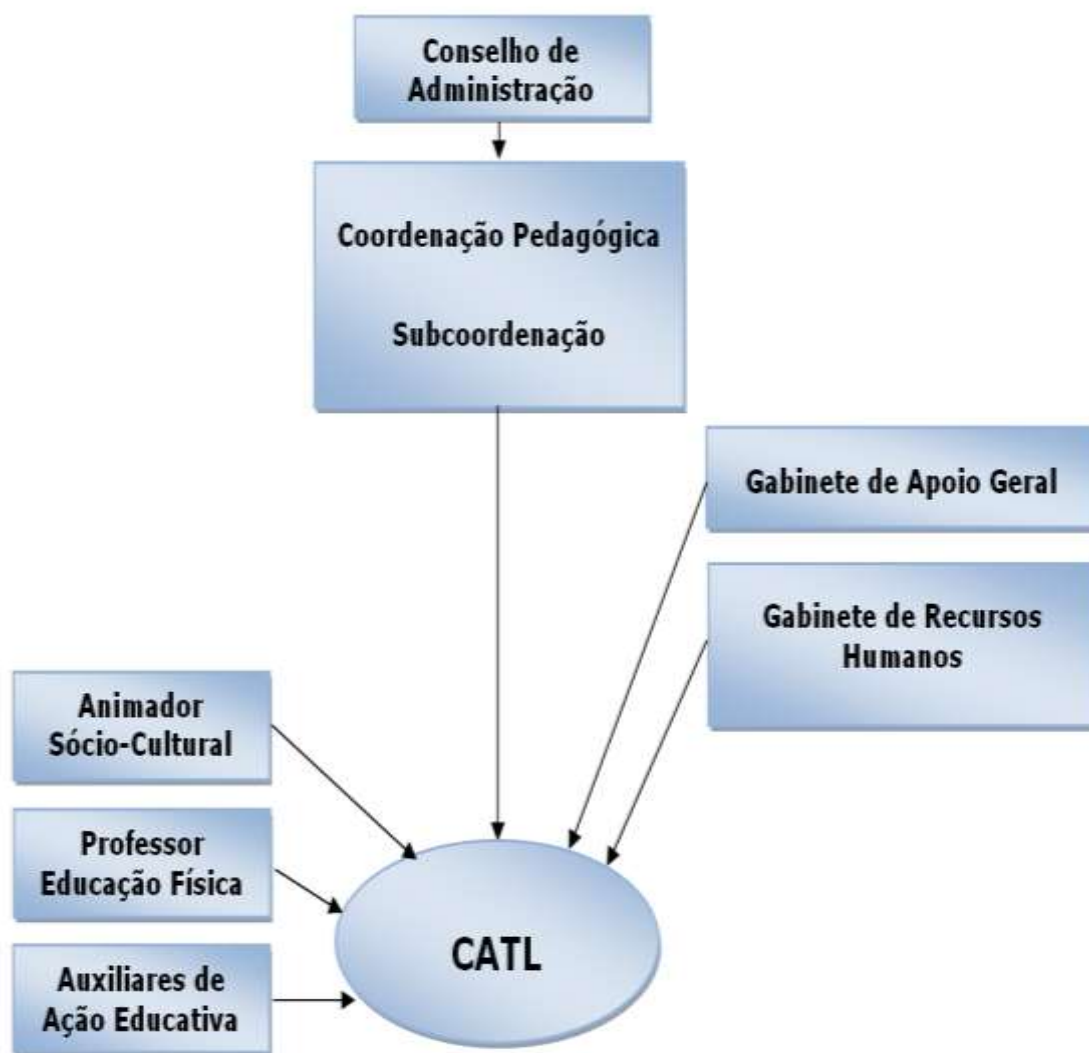 Conselho de
Administração
Coordenação Pedagógica
Subcoordenação
Gabinete de Apoio Geral
Gabinete de Recursos
Humanos
Animador
Sócio-Cultural
Professor
Educação Física
Auxiliares de
Ação Educativa
CATL